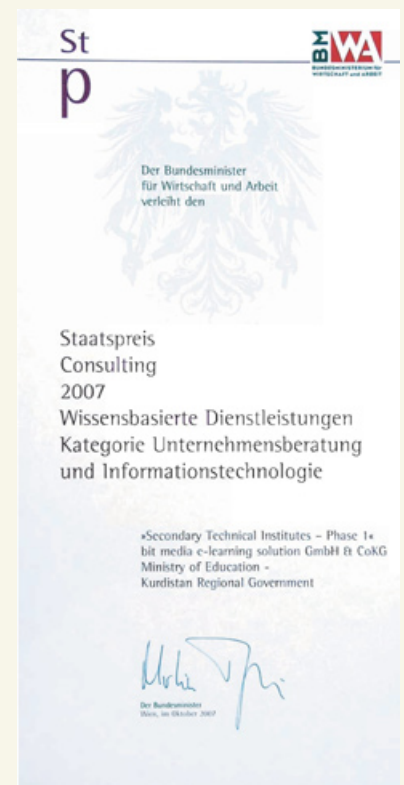 St
p
BM
WA
BUNDESMINISTERIUM für
WIRTSCHAFT und ARBEIT
Der Bundesminister
für Wirtschaft und Arbeit
verleiht den
Staatspreis
Consulting
2007
Wissensbasierte Dienstleistungen
Kategorie Unternehmensberatung
und Informationstechnologie
»Secondary Technical Institutes – Phase 1«
bit media e-learning solution GmbH & CoKG
Ministry of Education -
Kurdistan Regional Government
Der Bundesminister
Wien, im Oktober 2007